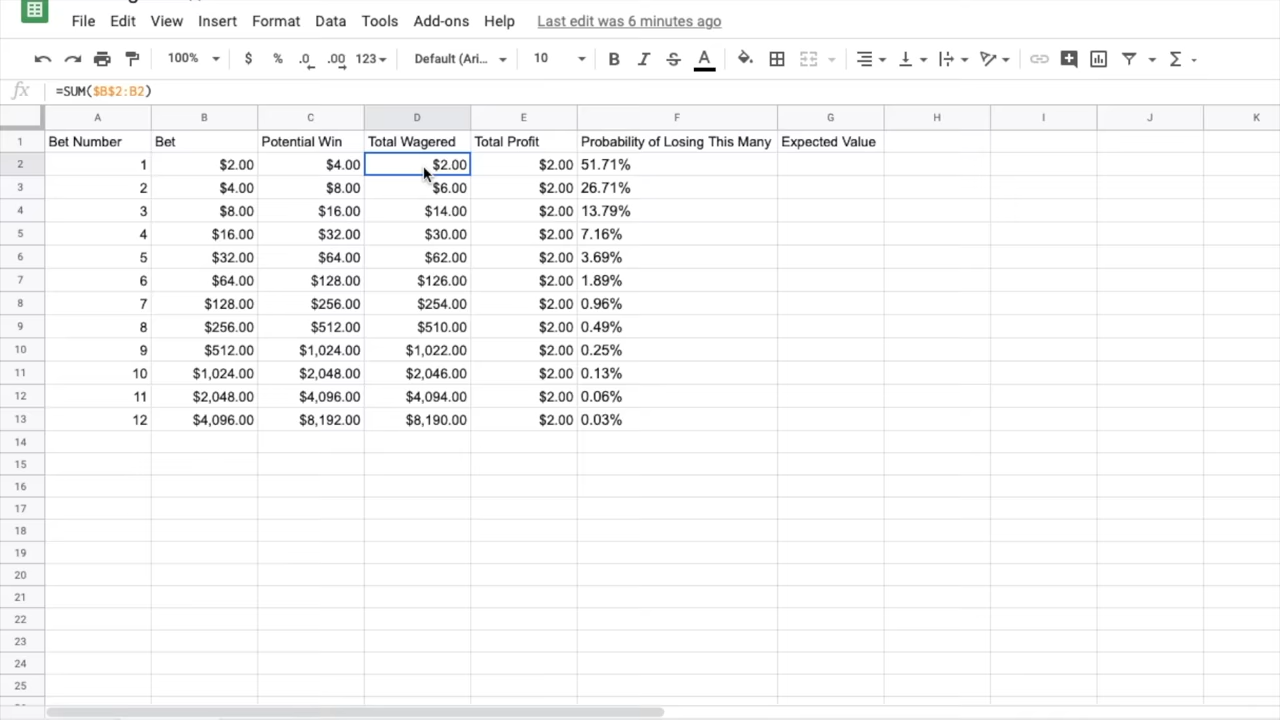 File Edit View Insert Format Data Tools Add-ons Help Last edit was 6 minutes ago
100% $ % .0 .00 123 Default (Ari... 10 B I S A
fx =SUM($B$2:B2)
A B C D E F G H I J K
1 Bet Number Bet Potential Win Total Wagered Total Profit Probability of Losing This Many Expected Value
2 1 $2.00 $4.00 $2.00 $2.00 51.71%
3 2 $4.00 $8.00 $6.00 $2.00 26.71%
4 3 $8.00 $16.00 $14.00 $2.00 13.79%
5 4 $16.00 $32.00 $30.00 $2.00 7.16%
6 5 $32.00 $64.00 $62.00 $2.00 3.69%
7 6 $64.00 $128.00 $126.00 $2.00 1.89%
8 7 $128.00 $256.00 $254.00 $2.00 0.96%
9 8 $256.00 $512.00 $510.00 $2.00 0.49%
10 9 $512.00 $1,024.00 $1,022.00 $2.00 0.25%
11 10 $1,024.00 $2,048.00 $2,046.00 $2.00 0.13%
12 11 $2,048.00 $4,096.00 $4,094.00 $2.00 0.06%
13 12 $4,096.00 $8,192.00 $8,190.00 $2.00 0.03%
14
15
16
17
18
19
20
21
22
23
24
25